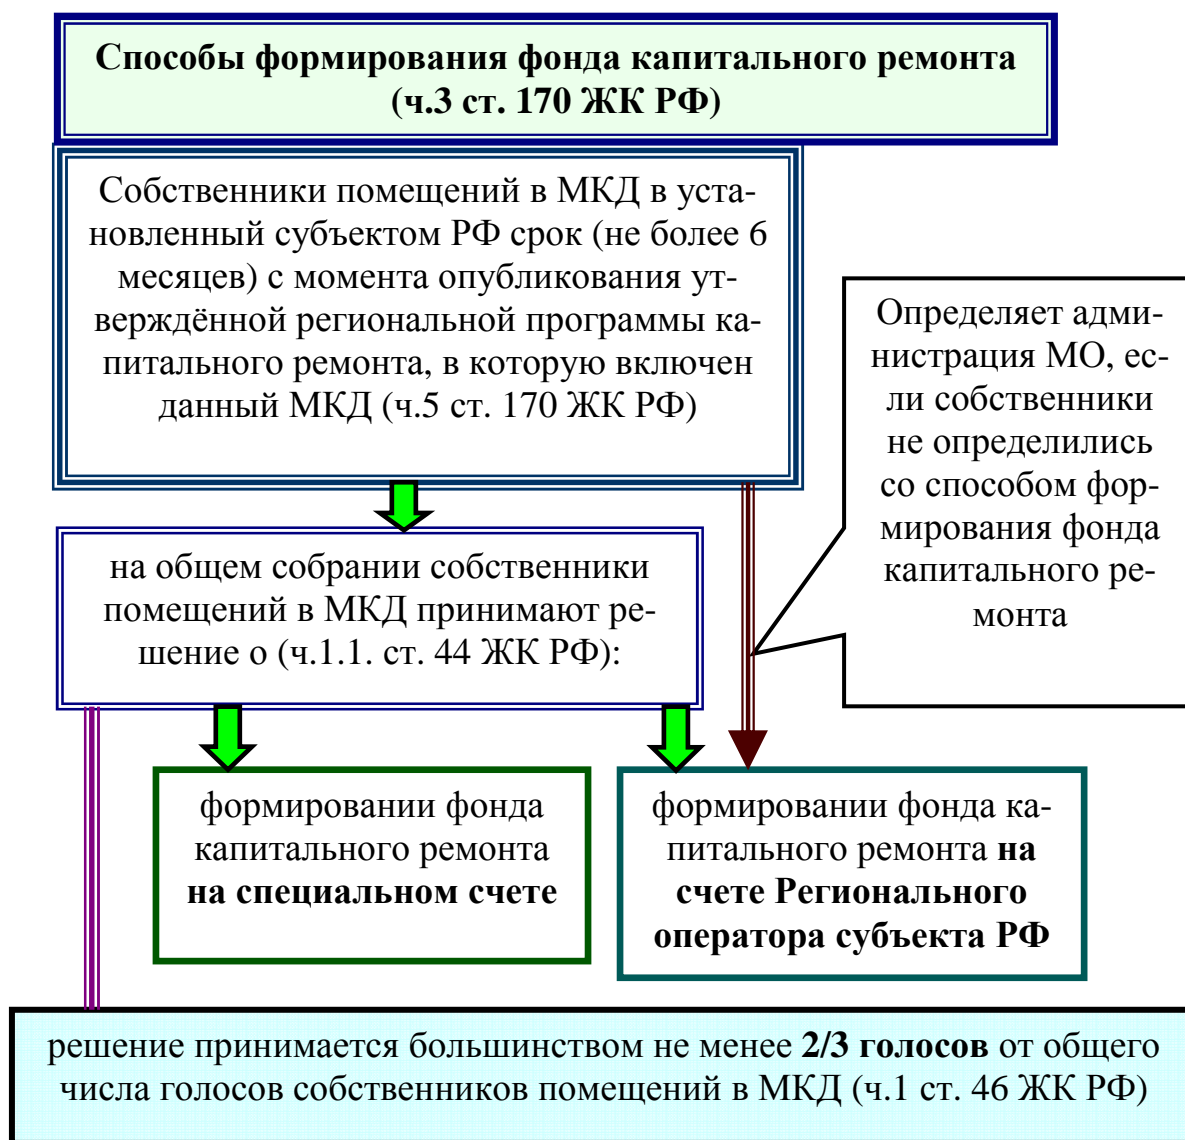 Способы формирования фонда капитального ремонта
(ч.3 ст. 170 ЖК РФ)
Собственники помещений в МКД в уста-
новленный субъектом РФ срок (не более 6
месяцев) с момента опубликования ут-
верждённой региональной программы ка-
питального ремонта, в которую включен
данный МКД (ч.5 ст. 170 ЖК РФ)
Определяет адми-
нистрация МО, ес-
ли собственники
не определились
со способом фор-
мирования фонда
капитального ре-
монта
на общем собрании собственники
помещений в МКД принимают ре-
шение о (ч.1.1. ст. 44 ЖК РФ):
формировании фонда
капитального ремонта
на специальном счете
формировании фонда ка-
питального ремонта на
счете Регионального
оператора субъекта РФ
решение принимается большинством не менее 2/3 голосов от общего
числа голосов собственников помещений в МКД (ч.1 ст. 46 ЖК РФ)